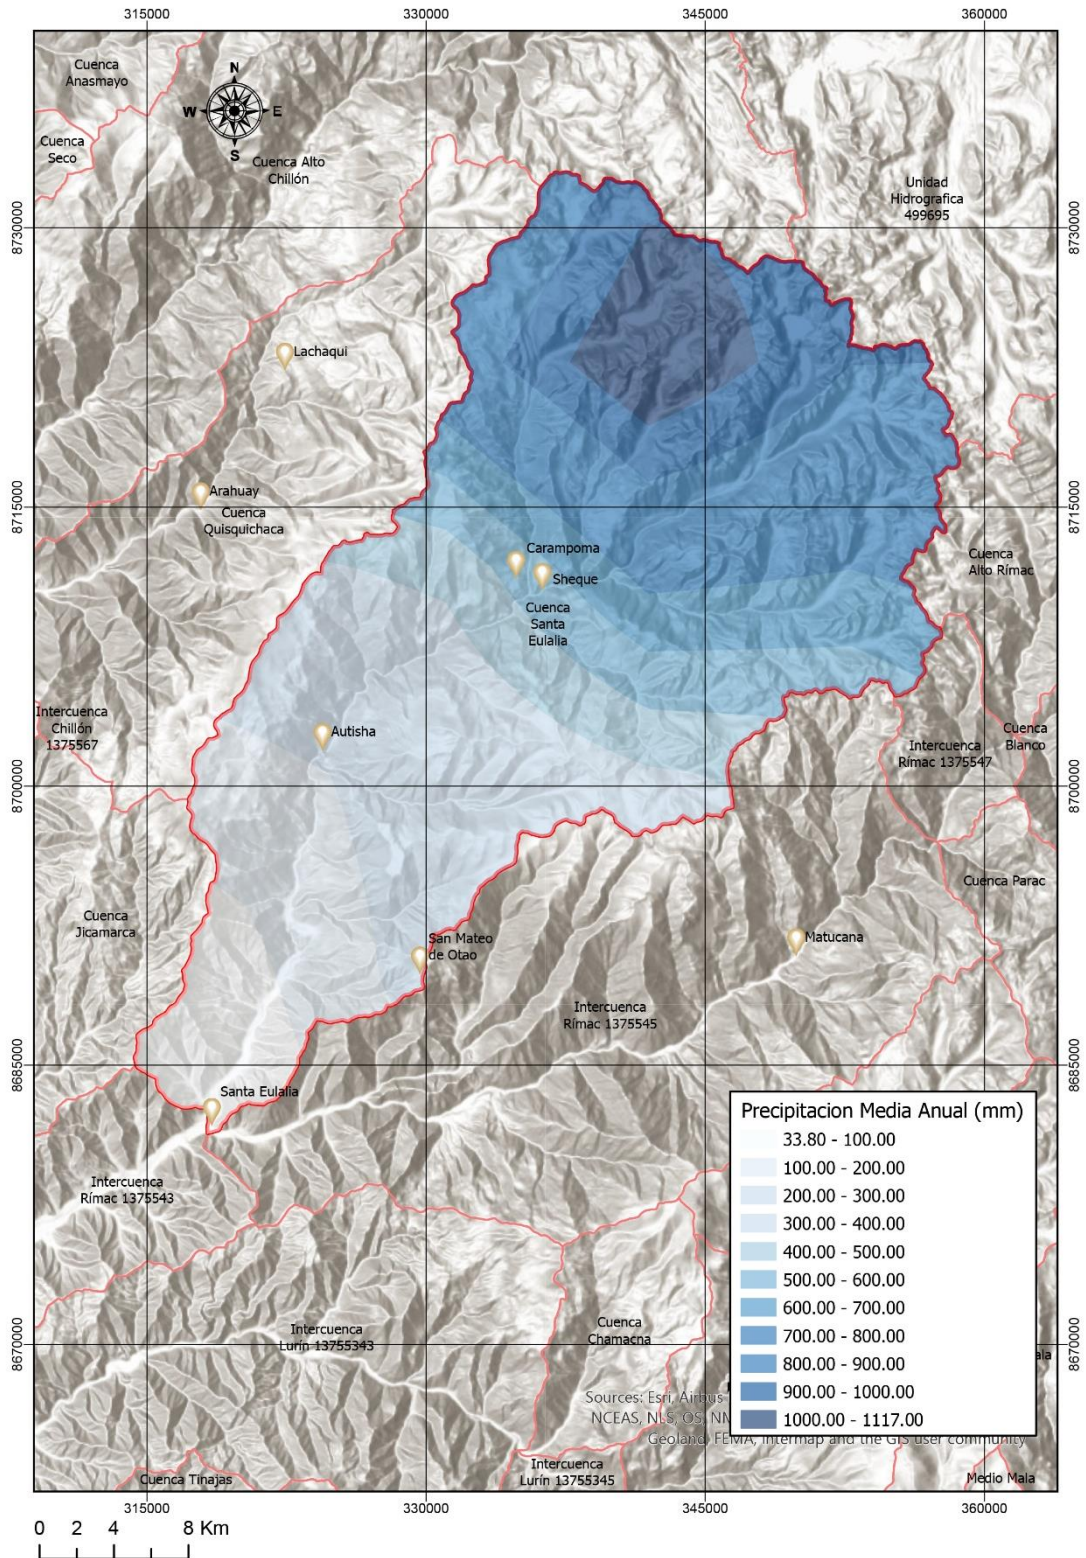 315000
330000
345000
360000
Cuenca
Anasmayo
N
W
E
S
Cuenca
Seco
Cuenca Alto
Chillón
Unidad
Hidrografica
499695
8730000
8730000
Lachaqui
Arahuay
Cuenca
Quisquichaca
8715000
8715000
Carampoma
Sheque
Cuenca
Santa
Eulalia
Cuenca
Alto Rímac
Intercuenca
Chillón
1375567
Autisha
Intercuenca
Rímac 1375547
Cuenca
Blanco
8700000
8700000
Cuenca Parac
Cuenca
Jicamarca
San Mateo
de Otao
Matucana
Intercuenca
Rímac 1375545
8685000
8685000
Santa Eulalia
Intercuenca
Rímac 1375543
Precipitacion Media Anual (mm)
33.80 - 100.00
100.00 - 200.00
200.00 - 300.00
300.00 - 400.00
400.00 - 500.00
500.00 - 600.00
600.00 - 700.00
700.00 - 800.00
800.00 - 900.00
900.00 - 1000.00
1000.00 - 1117.00
Intercuenca
Lurín 13755343
Cuenca
Chamacna
8670000
8670000
ala
Sources: Esri, Airbus
NCEAS, NLS, OS, NM
Geoland, FEMA, Intermap and the GIS user community
Cuenca Tinajas
Intercuenca
Lurín 13755345
Medio Mala
315000
330000
345000
360000
0 2 4 8 Km